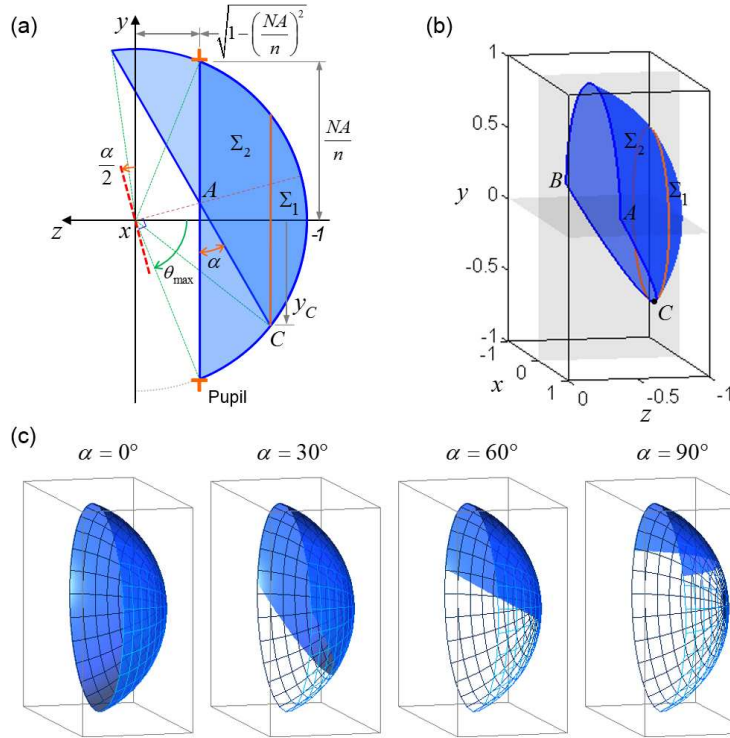 (a)
y
√1−(NA/n)²
NA/n
α/2
Σ₂
A
Σ₁
z
x
-1
θmax
α
yC
C
Pupil
(b)
1
0.5
y 0
-0.5
-1
Σ₂
B
A
Σ₁
C
-1
x 0
1
0
-0.5
-1
z
(c)
α = 0° α = 30° α = 60° α = 90°